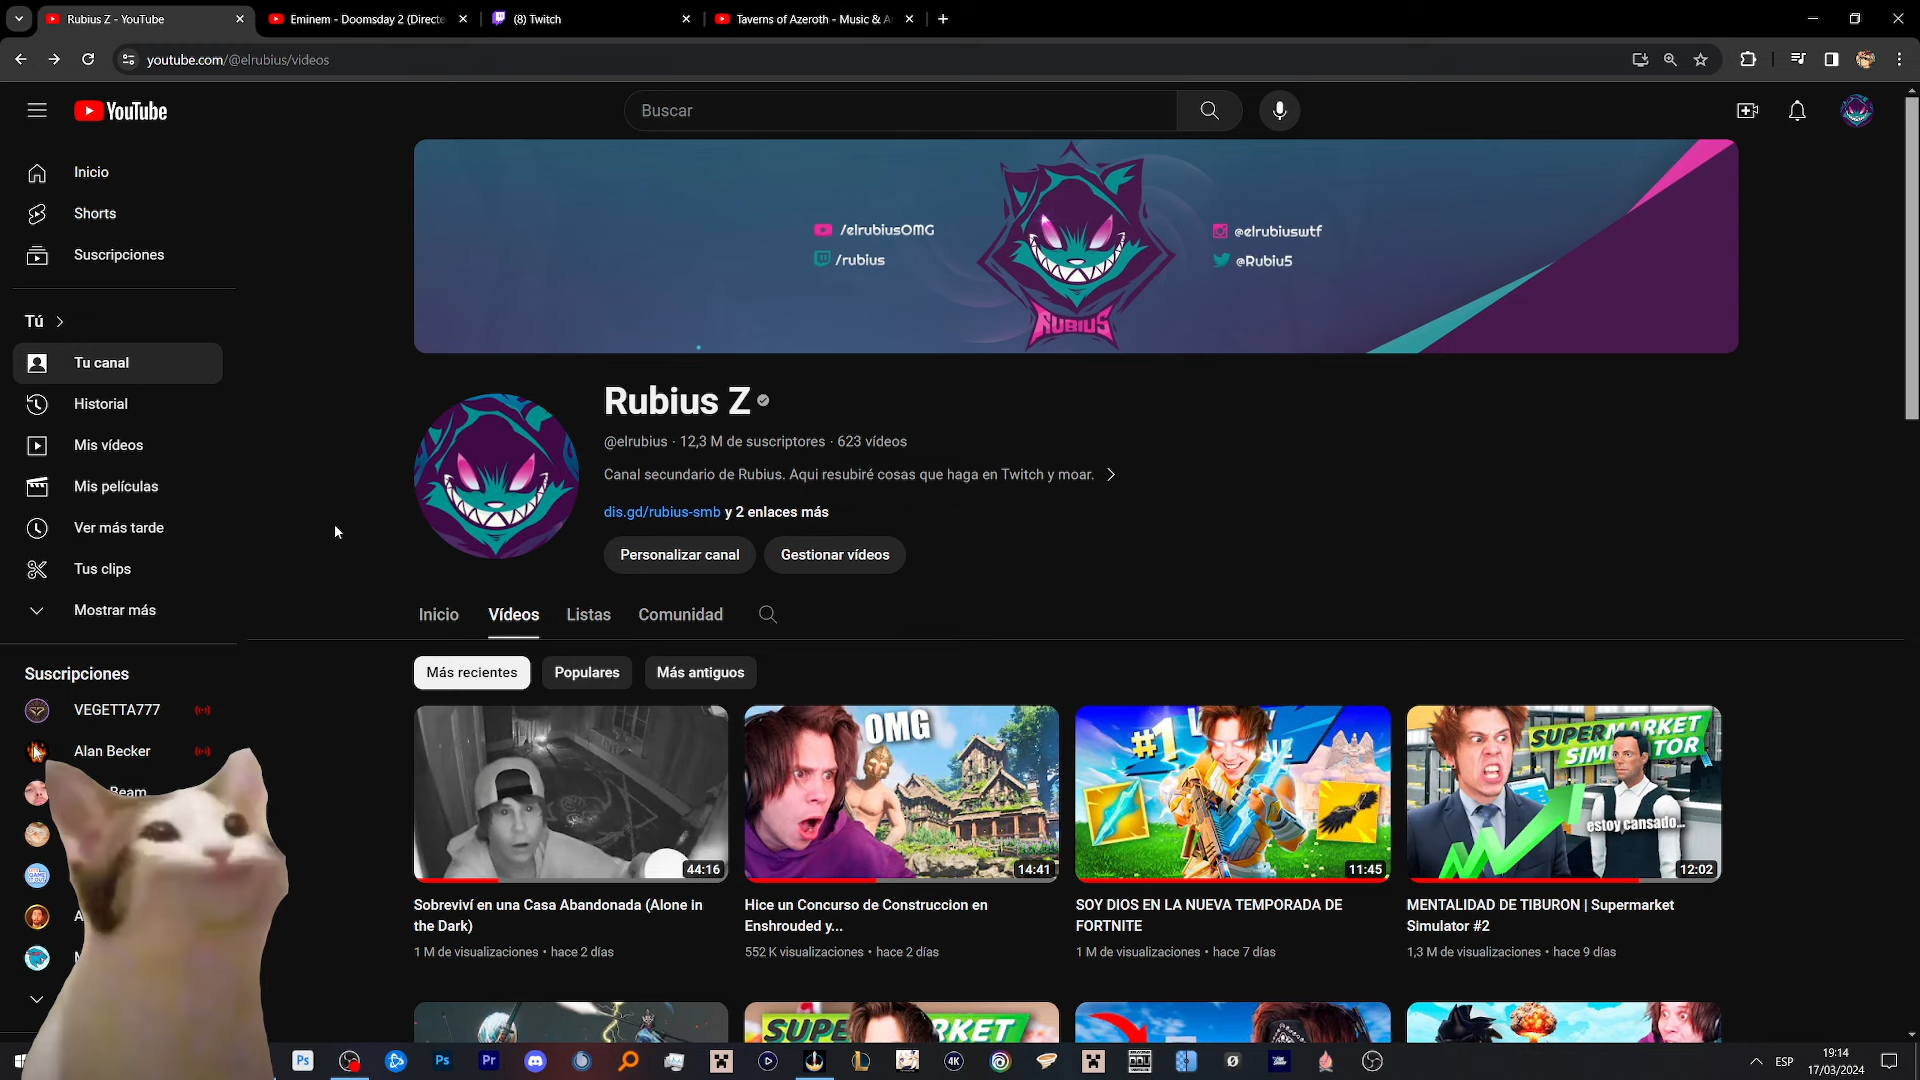 Rubius Z - YouTube
Eminem - Doomsday 2 (Directe
(8) Twitch
Taverns of Azeroth - Music & A
youtube.com/@elrubius/videos
YouTube
Buscar
Inicio
Shorts
Suscripciones
Tú
Tu canal
Historial
Mis vídeos
Mis películas
Ver más tarde
Tus clips
Mostrar más
Suscripciones
VEGETTA777
Alan Becker
Beam
/elrubiusOMG
/rubius
RUBIUS
@elrubiuswtf
@Rubiu5
Rubius Z
@elrubius · 12,3 M de suscriptores · 623 vídeos
Canal secundario de Rubius. Aqui resubiré cosas que haga en Twitch y moar.
dis.gd/rubius-smb y 2 enlaces más
Personalizar canal
Gestionar vídeos
Inicio
Vídeos
Listas
Comunidad
Más recientes
Populares
Más antiguos
44:16
Sobreviví en una Casa Abandonada (Alone in
the Dark)
1 M de visualizaciones • hace 2 días
OMG
14:41
Hice un Concurso de Construccion en
Enshrouded y...
552 K visualizaciones • hace 2 días
#1
11:45
SOY DIOS EN LA NUEVA TEMPORADA DE
FORTNITE
1 M de visualizaciones • hace 7 días
SUPERMARKET
SIMULATOR
estoy cansado...
12:02
MENTALIDAD DE TIBURON | Supermarket
Simulator #2
1,3 M de visualizaciones • hace 9 días
Ps
Ps
Pr
4K
ESP
19:14
17/03/2024